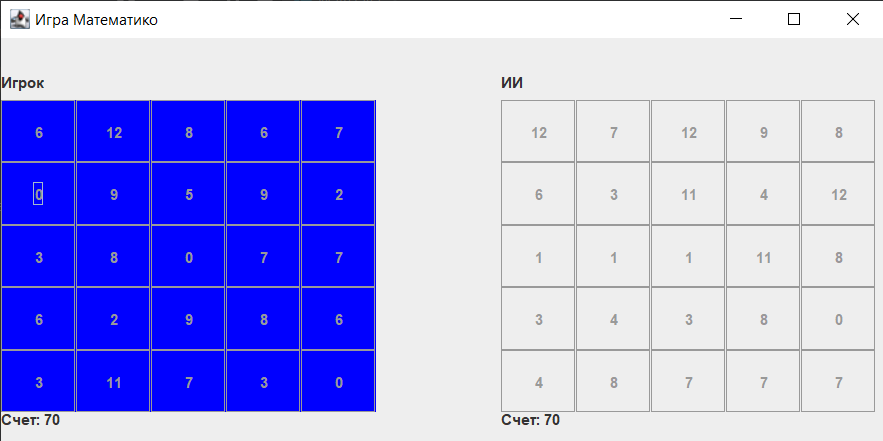 Игра Математико
Игрок ИИ
6 12 8 6 7 12 7 12 9 8
0 9 5 9 2 6 3 11 4 12
3 8 0 7 7 1 1 1 11 8
6 2 9 8 6 3 4 3 8 0
3 11 7 3 0 4 8 7 7 7
Счет: 70 Счет: 70